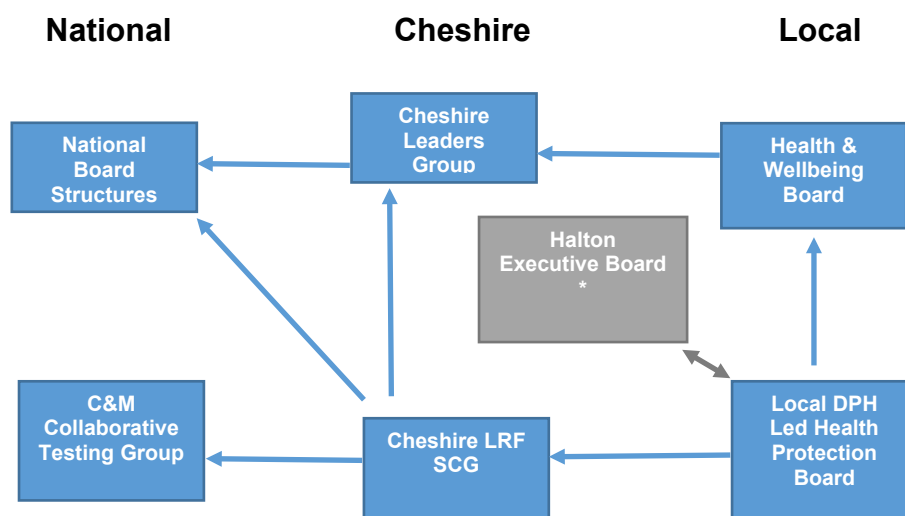 National
Cheshire
Local
National
Board
Structures
Cheshire
Leaders
Group
Health &
Wellbeing
Board
Halton
Executive Board
*
C&M
Collaborative
Testing Group
Cheshire LRF
SCG
Local DPH
Led Health
Protection
Board